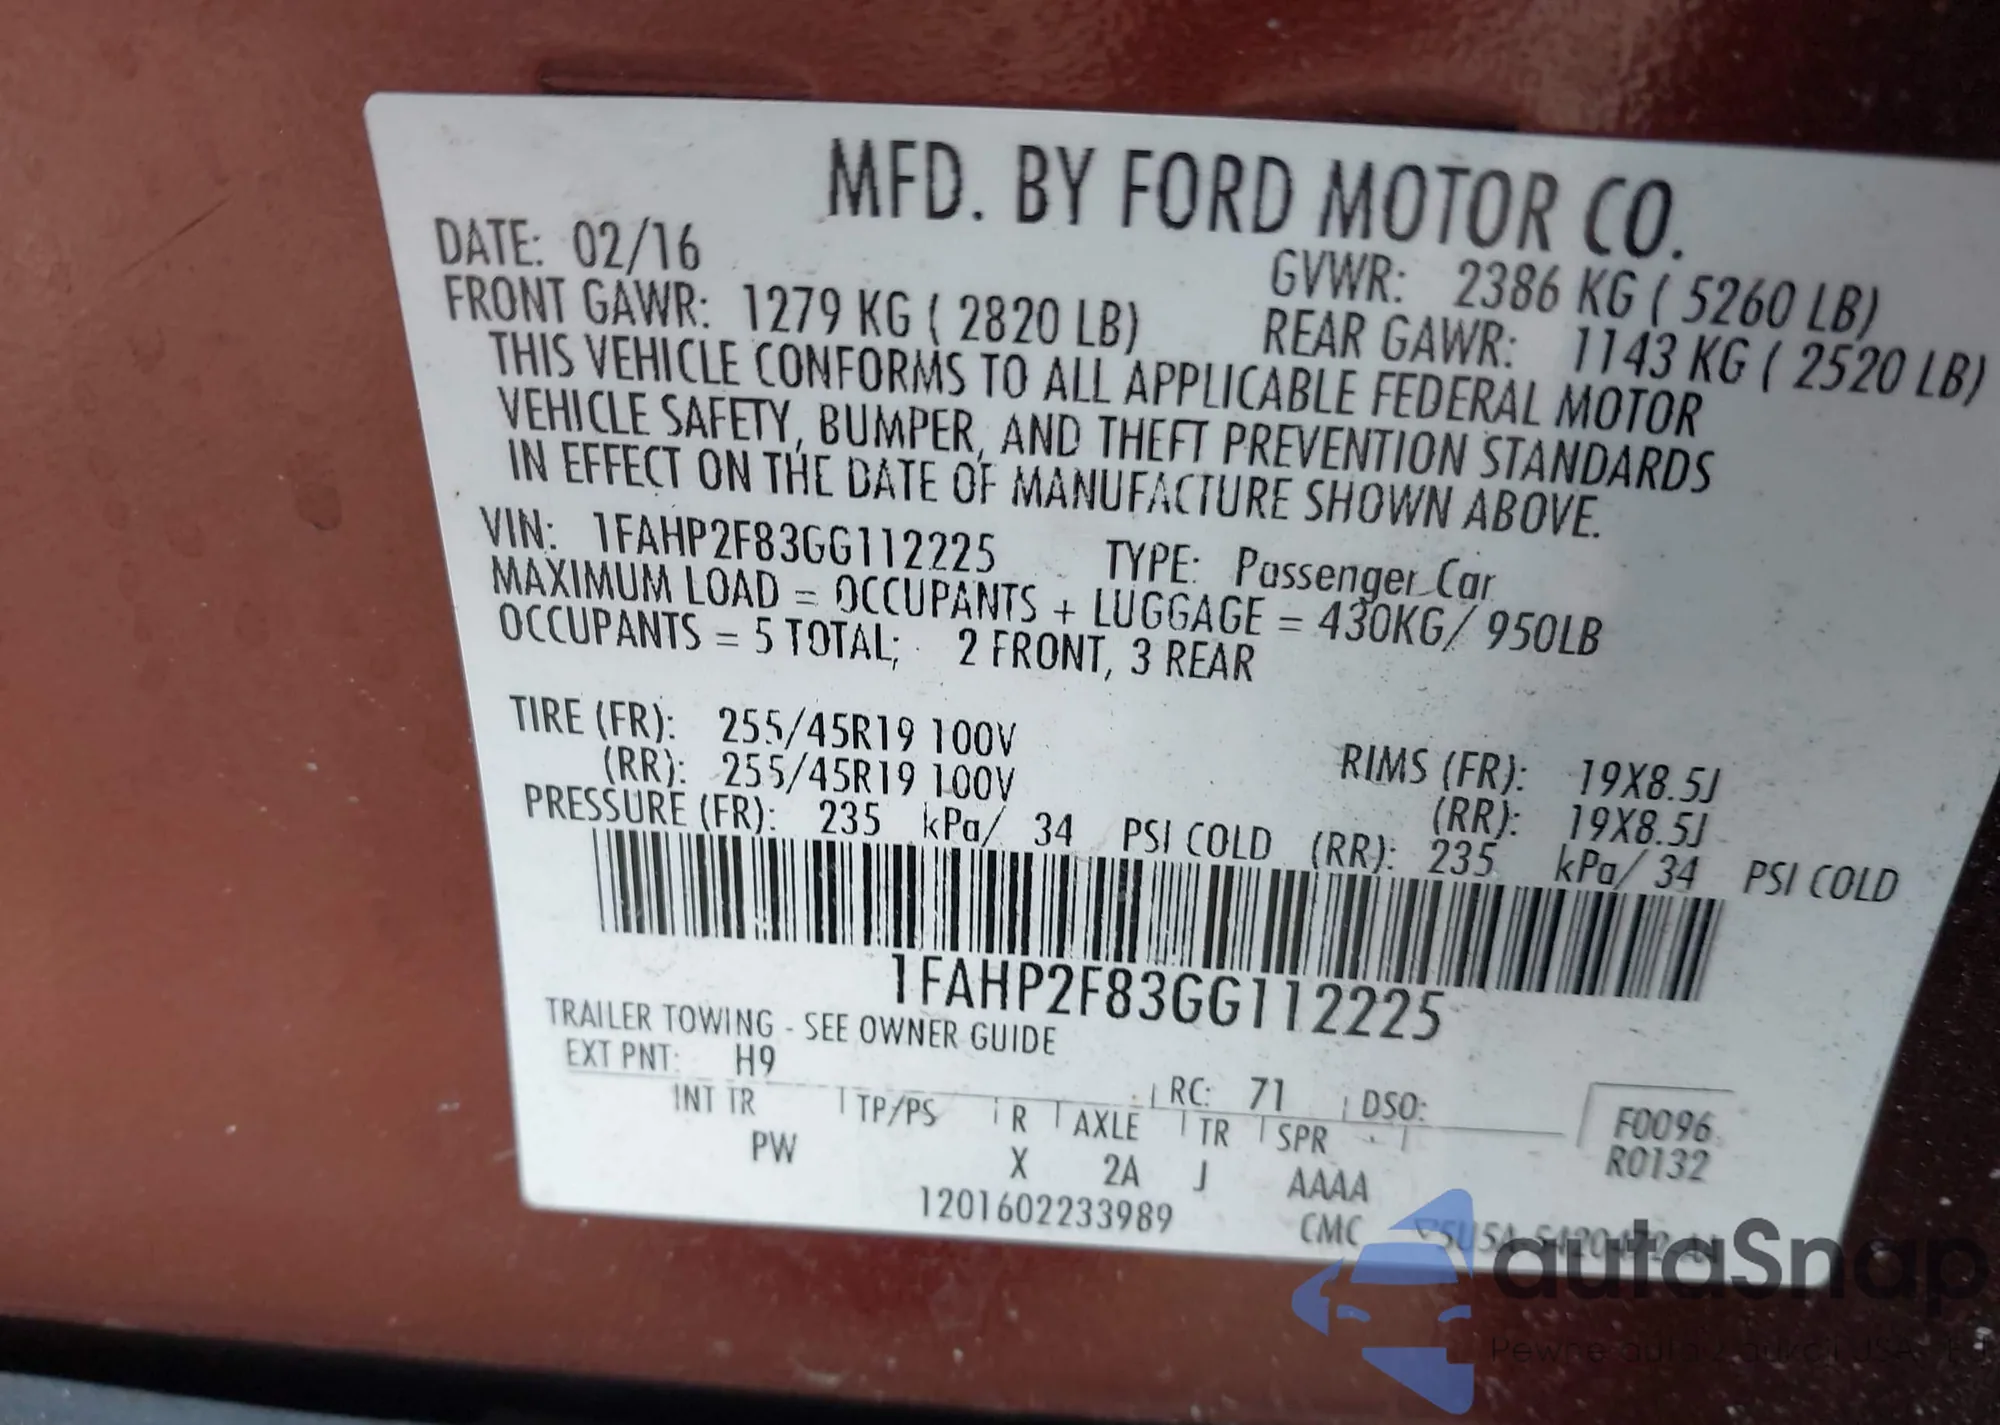 MFD. BY FORD MOTOR CO.
DATE: 02/16 GVWR: 2386 KG ( 5260 LB)
FRONT GAWR: 1279 KG ( 2820 LB) REAR GAWR: 1143 KG ( 2520 LB)
THIS VEHICLE CONFORMS TO ALL APPLICABLE FEDERAL MOTOR
VEHICLE SAFETY, BUMPER, AND THEFT PREVENTION STANDARDS
IN EFFECT ON THE DATE OF MANUFACTURE SHOWN ABOVE.
VIN: 1FAHP2F83GG112225 TYPE: Passenger Car
MAXIMUM LOAD = OCCUPANTS + LUGGAGE = 430KG/ 950LB
OCCUPANTS = 5 TOTAL; 2 FRONT, 3 REAR
TIRE (FR): 255/45R19 100V RIMS (FR): 19X8.5J
(RR): 255/45R19 100V (RR): 19X8.5J
PRESSURE (FR): 235 kPa/ 34 PSI COLD (RR): 235 kPa/ 34 PSI COLD
1FAHP2F83GG112225
TRAILER TOWING - SEE OWNER GUIDE
EXT PNT: H9 RC: 71 DSO:
INT TR TP/PS R AXLE TR SPR F0096
PW X 2A J AAAA R0132
1201602233989 CMC
autaSnap
Pewne auta z aukcji USA